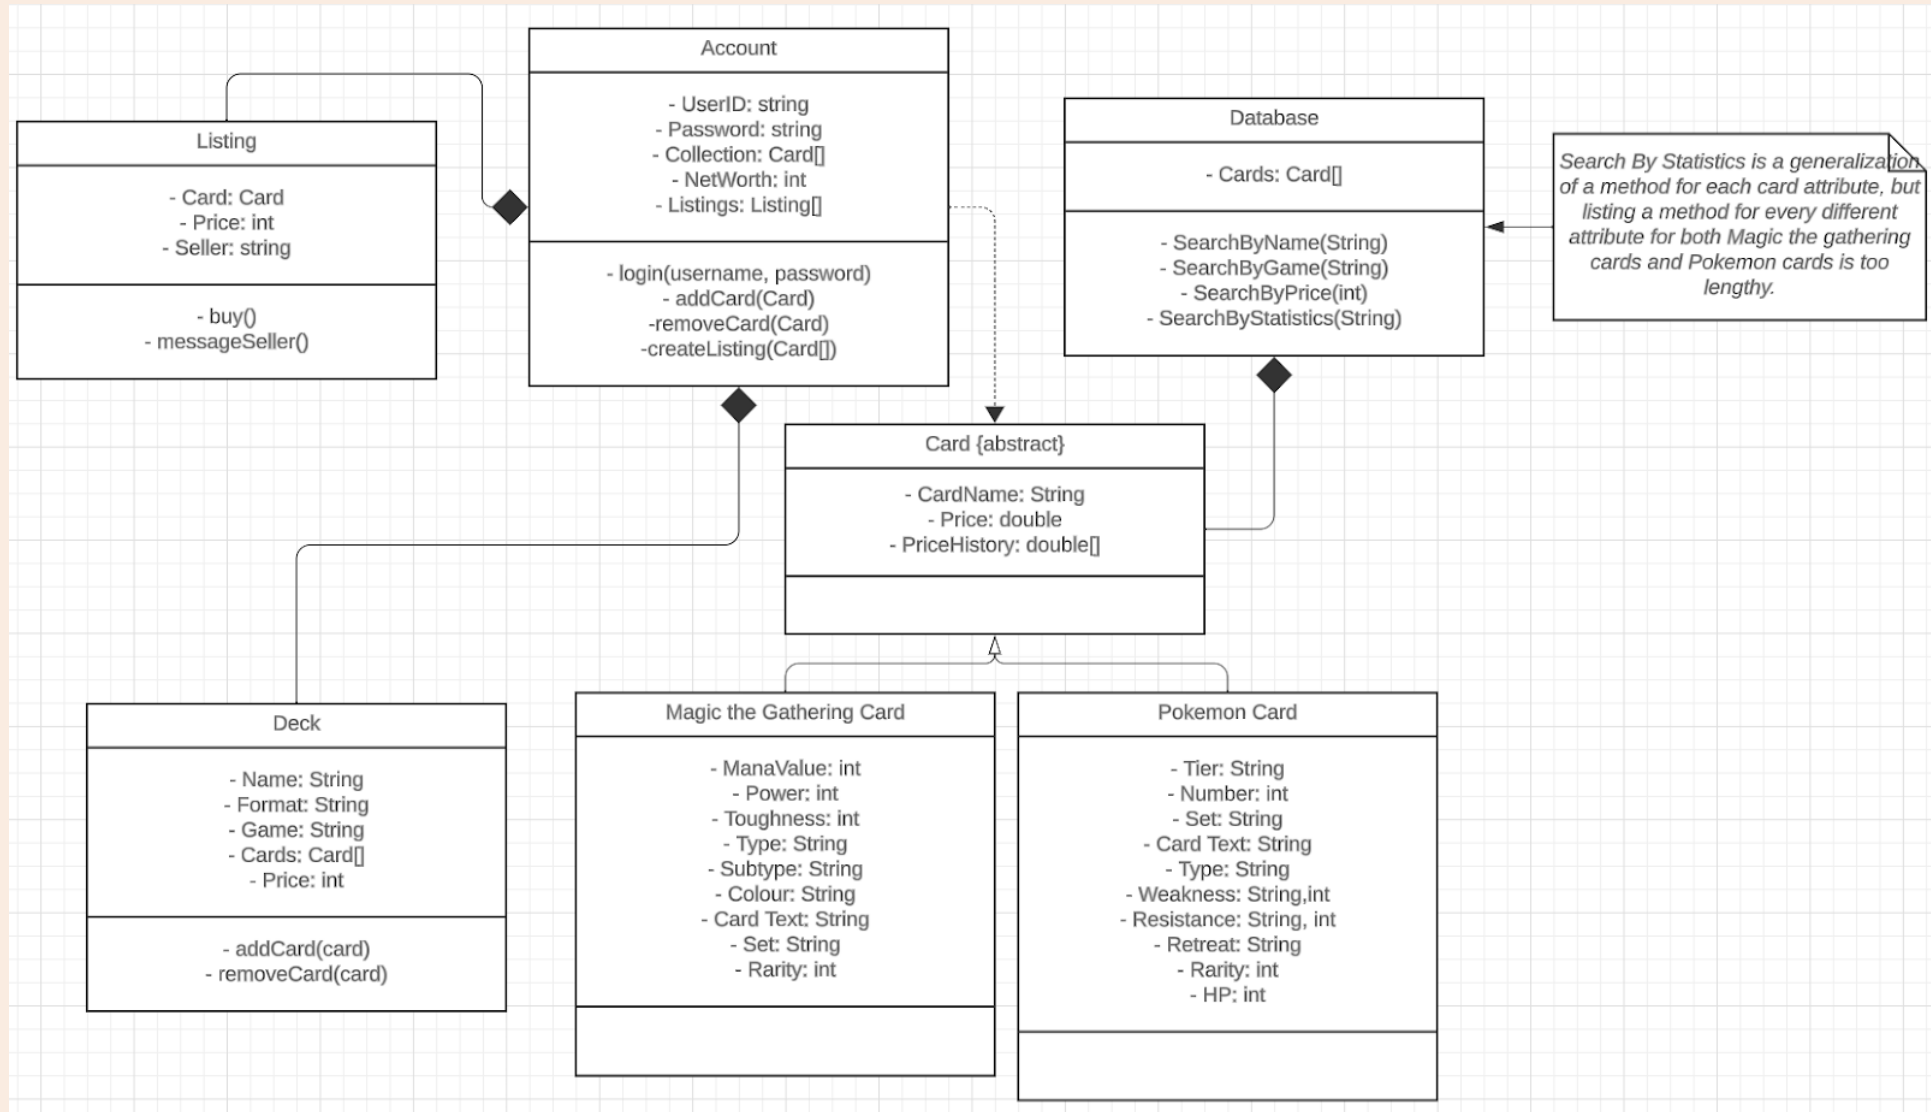 Account
- UserID: string
- Password: string
- Collection: Card[]
- NetWorth: int
- Listings: Listing[]
- login(username, password)
- addCard(Card)
-removeCard(Card)
-createListing(Card[])
Listing
- Card: Card
- Price: int
- Seller: string
- buy()
- messageSeller()
Database
- Cards: Card[]
- SearchByName(String)
- SearchByGame(String)
- SearchByPrice(int)
- SearchByStatistics(String)
Search By Statistics is a generalization
of a method for each card attribute, but
listing a method for every different
attribute for both Magic the gathering
cards and Pokemon cards is too
lengthy.
Card {abstract}
- CardName: String
- Price: double
- PriceHistory: double[]
Deck
- Name: String
- Format: String
- Game: String
- Cards: Card[]
- Price: int
- addCard(card)
- removeCard(card)
Magic the Gathering Card
- ManaValue: int
- Power: int
- Toughness: int
- Type: String
- Subtype: String
- Colour: String
- Card Text: String
- Set: String
- Rarity: int
Pokemon Card
- Tier: String
- Number: int
- Set: String
- Card Text: String
- Type: String
- Weakness: String,int
- Resistance: String, int
- Retreat: String
- Rarity: int
- HP: int